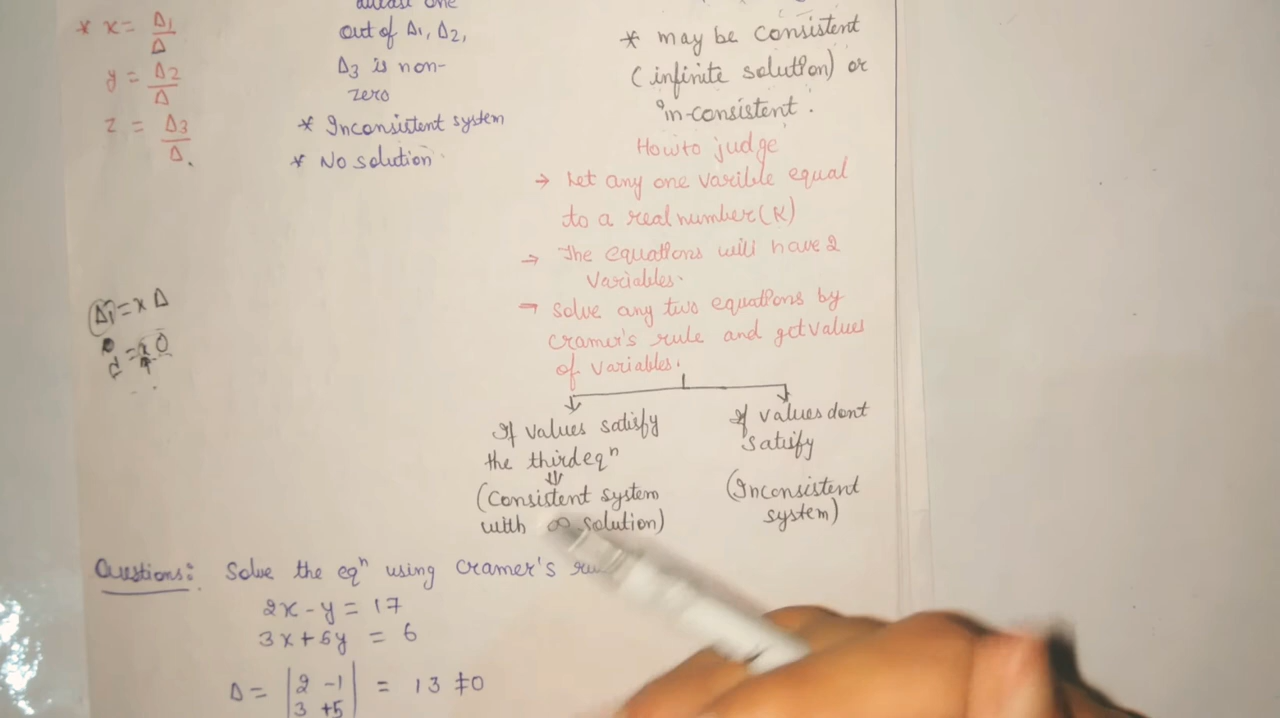 * x = Δ1/Δ
y = Δ2/Δ
z = Δ3/Δ.
atleast one
out of Δ1, Δ2,
Δ3 is non-
zero
* Inconsistent system
* No solution
* may be consistent
(infinite solution) or
in-consistent.
How to judge
→ Let any one varible equal
to a real number (K)
→ The equations will have 2
variables.
→ Solve any two equations by
cramer's rule and get values
of variables.
If values satisfy
the third eqn
⇓
(Consistent system
with ∞ solution)
If values dont
satisfy
(Inconsistent
system)
Δ1 = x Δ
Questions: Solve the eqn using Cramer's
2x - y = 17
3x + 5y = 6
Δ = |2 -1| = 13 ≠ 0
|3 +5|